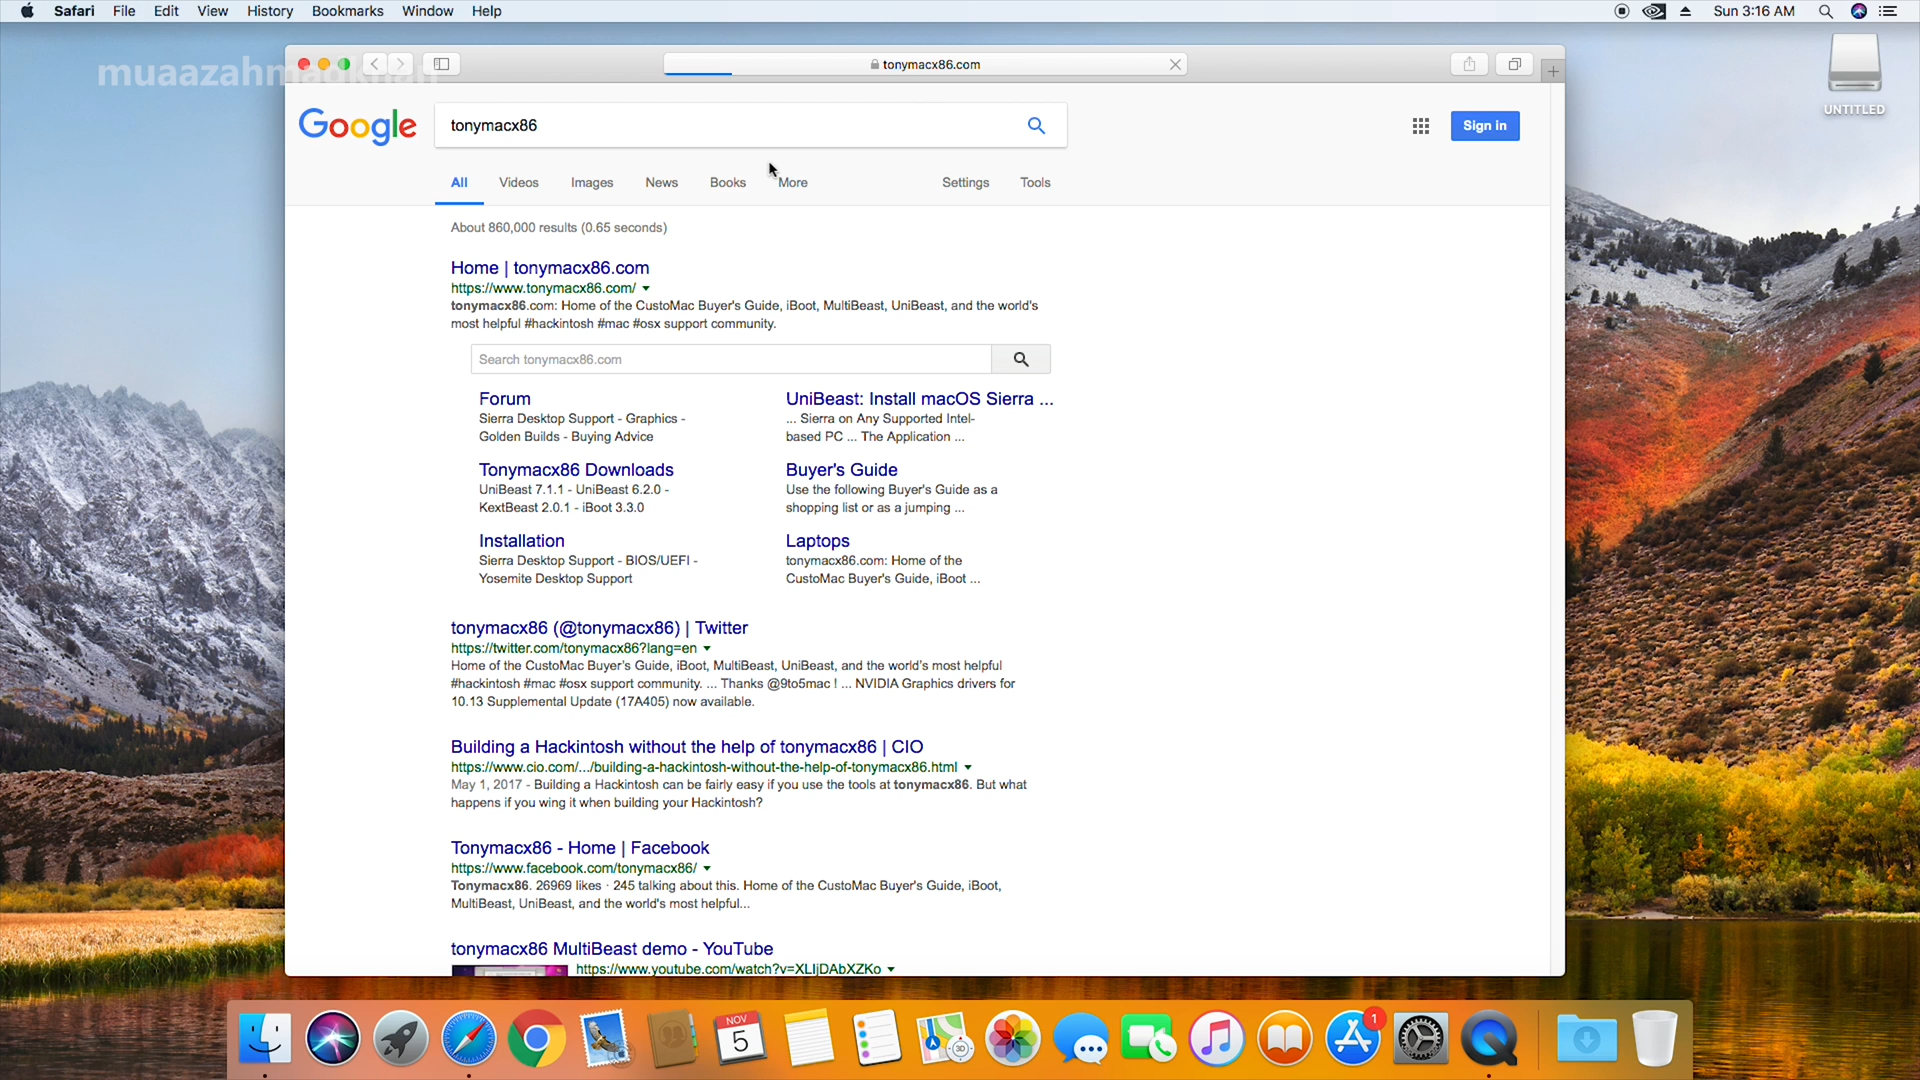 Safari File Edit View History Bookmarks Window Help
Sun 3:16 AM
muaazahmadkhan
tonymacx86.com
UNTITLED
Google
tonymacx86
Sign in
All Videos Images News Books More Settings Tools
About 860,000 results (0.65 seconds)
Home | tonymacx86.com
https://www.tonymacx86.com/
tonymacx86.com: Home of the CustoMac Buyer's Guide, iBoot, MultiBeast, UniBeast, and the world's
most helpful #hackintosh #mac #osx support community.
Search tonymacx86.com
Forum
Sierra Desktop Support - Graphics -
Golden Builds - Buying Advice
UniBeast: Install macOS Sierra ...
... Sierra on Any Supported Intel-
based PC ... The Application ...
Tonymacx86 Downloads
UniBeast 7.1.1 - UniBeast 6.2.0 -
KextBeast 2.0.1 - iBoot 3.3.0
Buyer's Guide
Use the following Buyer's Guide as a
shopping list or as a jumping ...
Installation
Sierra Desktop Support - BIOS/UEFI -
Yosemite Desktop Support
Laptops
tonymacx86.com: Home of the
CustoMac Buyer's Guide, iBoot ...
tonymacx86 (@tonymacx86) | Twitter
https://twitter.com/tonymacx86?lang=en
Home of the CustoMac Buyer's Guide, iBoot, MultiBeast, UniBeast, and the world's most helpful
#hackintosh #mac #osx support community. ... Thanks @9to5mac ! ... NVIDIA Graphics drivers for
10.13 Supplemental Update (17A405) now available.
Building a Hackintosh without the help of tonymacx86 | CIO
https://www.cio.com/.../building-a-hackintosh-without-the-help-of-tonymacx86.html
May 1, 2017 - Building a Hackintosh can be fairly easy if you use the tools at tonymacx86. But what
happens if you wing it when building your Hackintosh?
Tonymacx86 - Home | Facebook
https://www.facebook.com/tonymacx86/
Tonymacx86. 26969 likes · 245 talking about this. Home of the CustoMac Buyer's Guide, iBoot,
MultiBeast, UniBeast, and the world's most helpful...
tonymacx86 MultiBeast demo - YouTube
https://www.youtube.com/watch?v=XLIjDAbXZKo
NOV
5
1